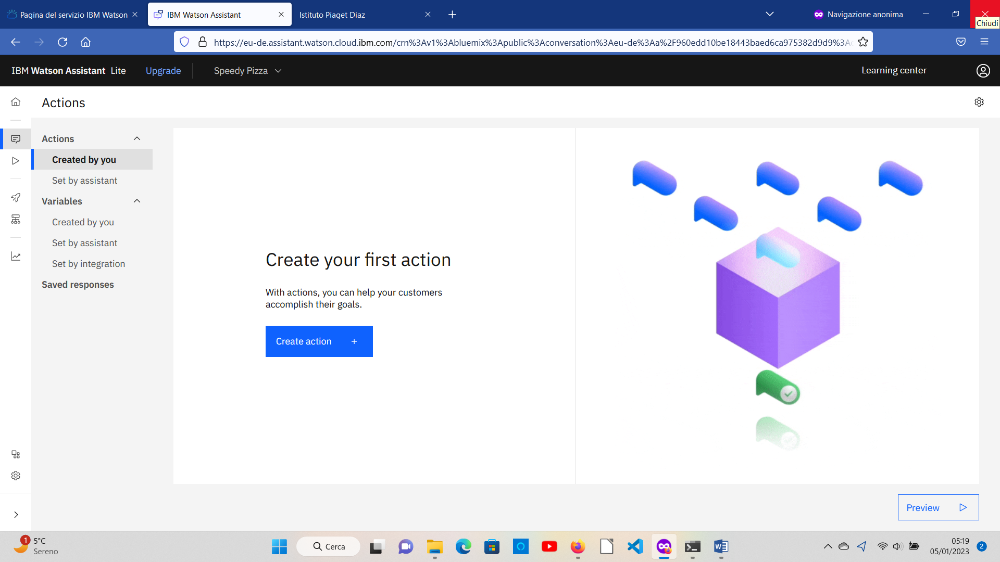 Pagina del servizio IBM Watson
IBM Watson Assistant
Istituto Piaget Diaz
Navigazione anonima
Chiudi
https://eu-de.assistant.watson.cloud.ibm.com/crn%3Av1%3Abluemix%3Apublic%3Aconversation%3Aeu-de%3Aa%2F960edd10be18443baed6ca975382d9d9%3A
IBM Watson Assistant Lite
Upgrade
Speedy Pizza
Learning center
Actions
Actions
Created by you
Set by assistant
Variables
Created by you
Set by assistant
Set by integration
Saved responses
Create your first action
With actions, you can help your customers
accomplish their goals.
Create action +
Preview
1
5°C
Sereno
Cerca
05:19
05/01/2023
2